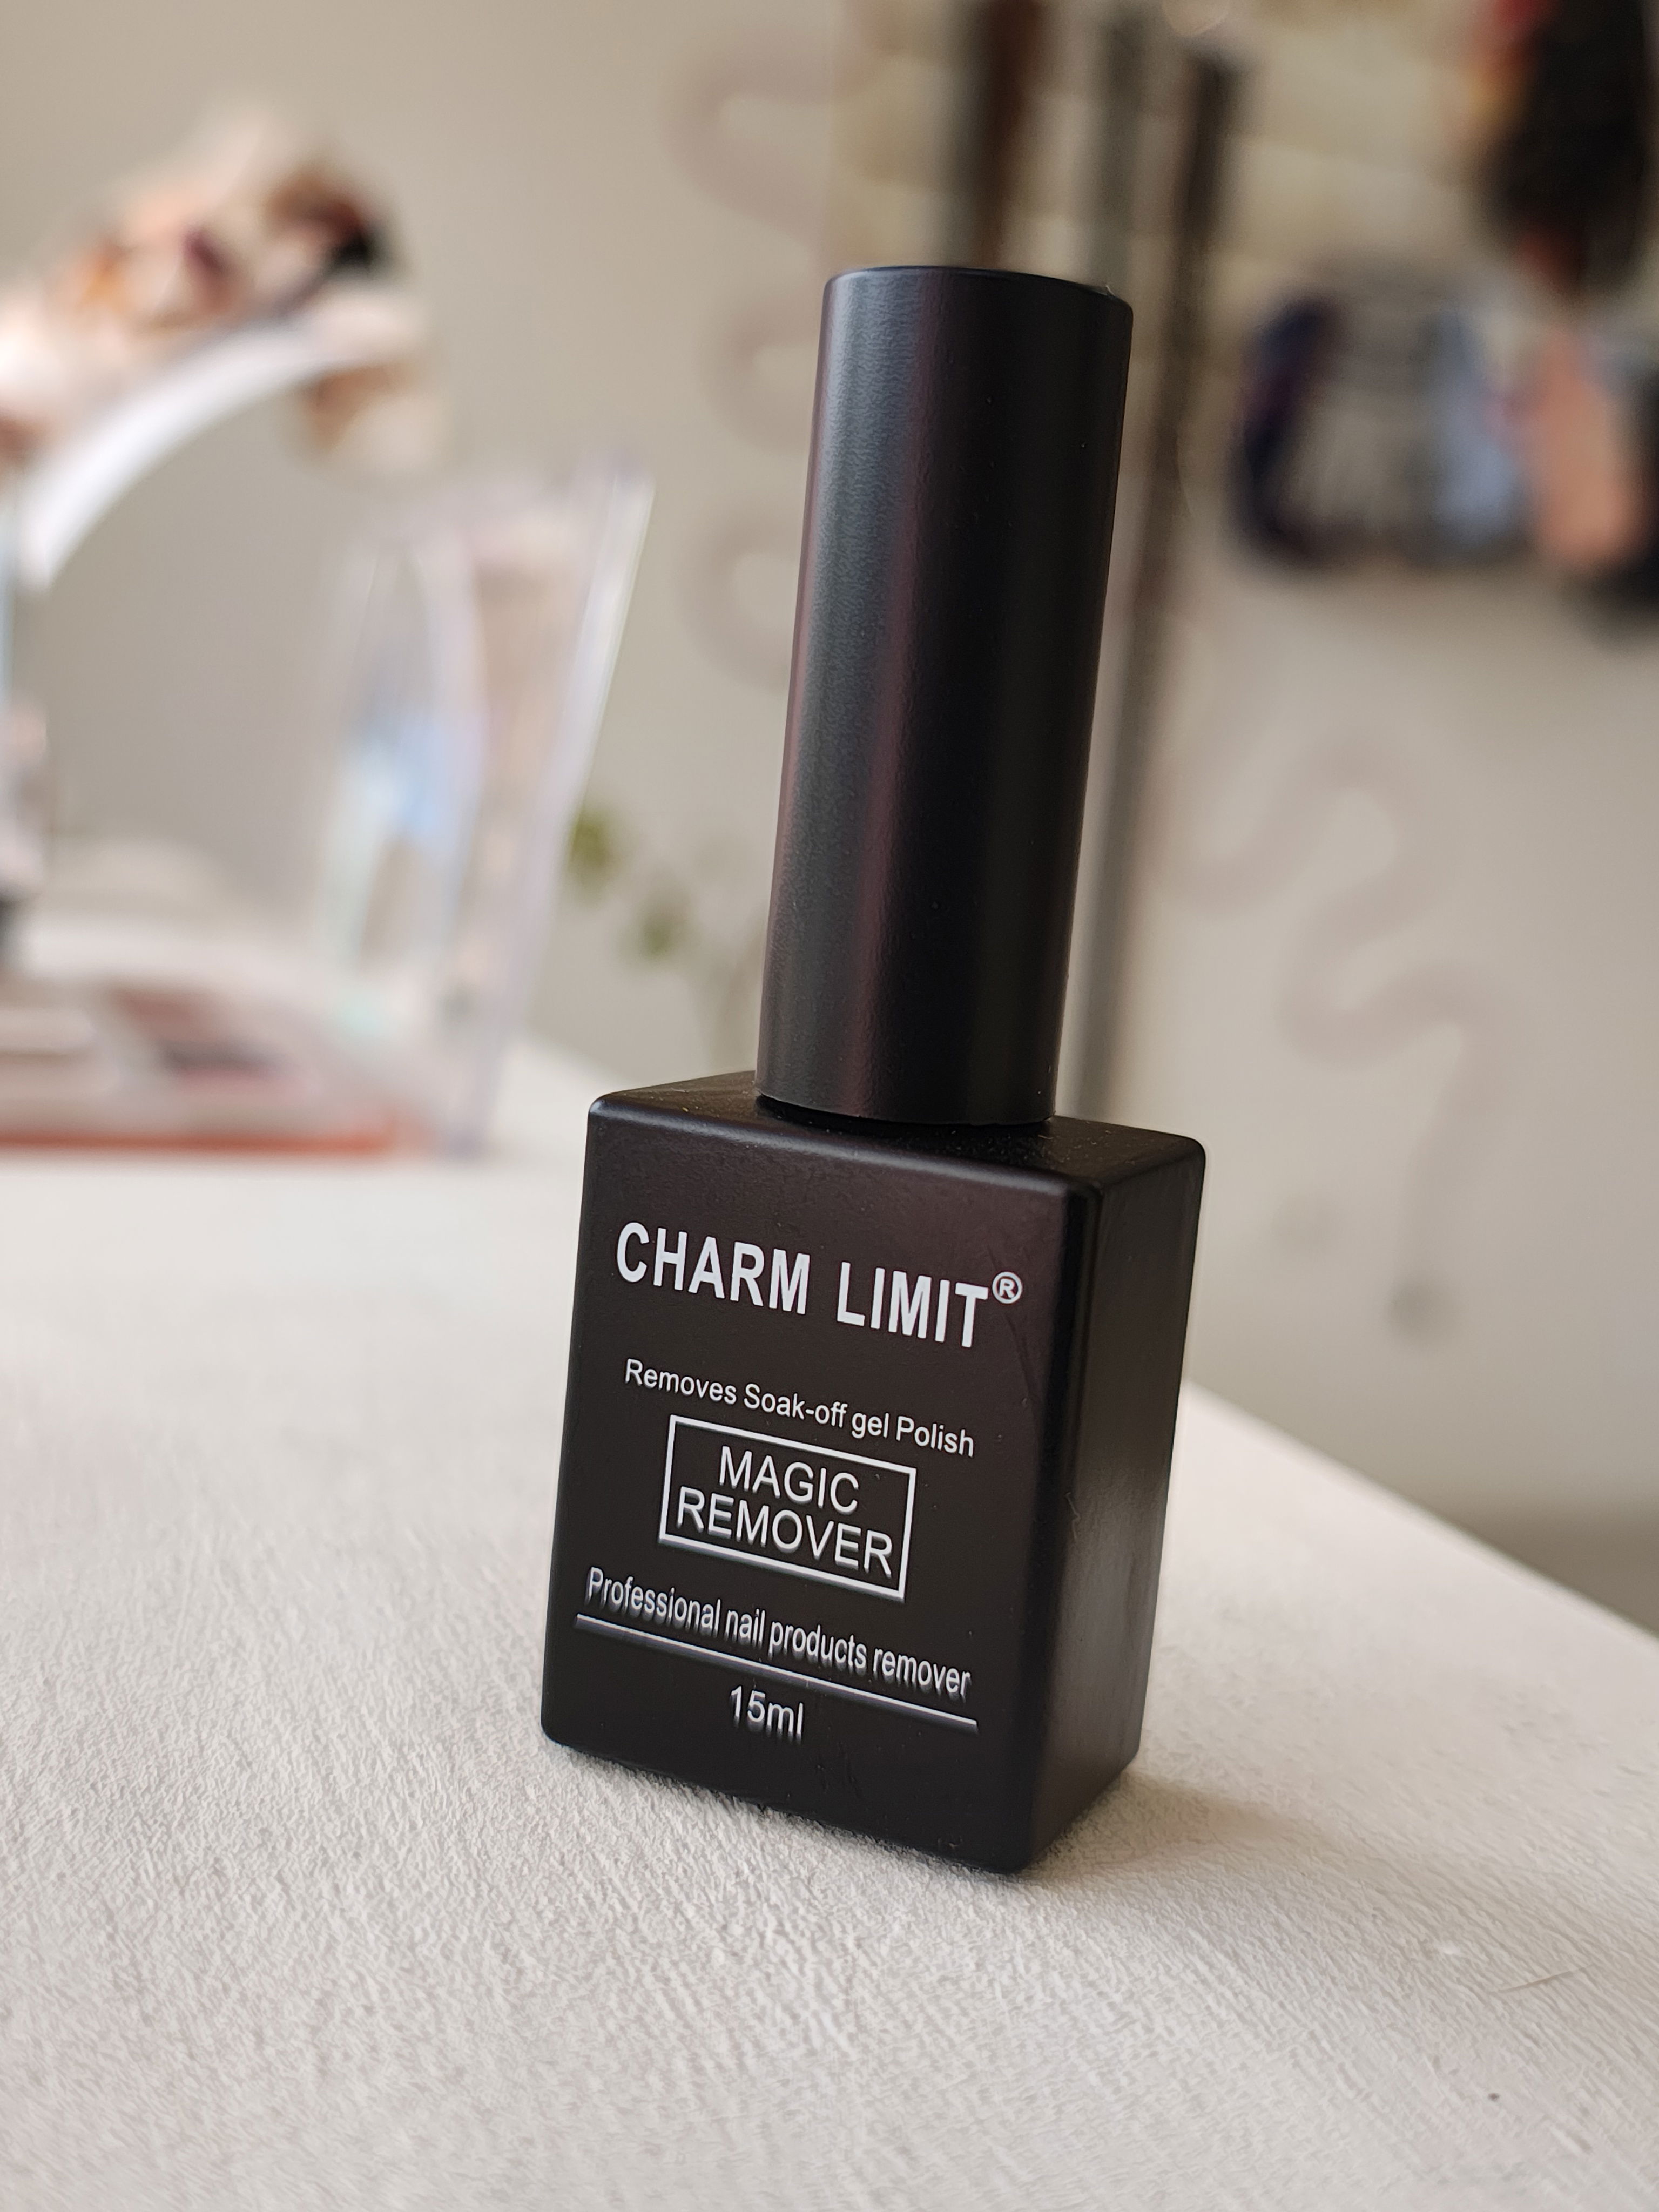 CHARM LIMIT®
Removes Soak-off gel Polish
MAGIC
REMOVER
Professional nail products remover
15ml